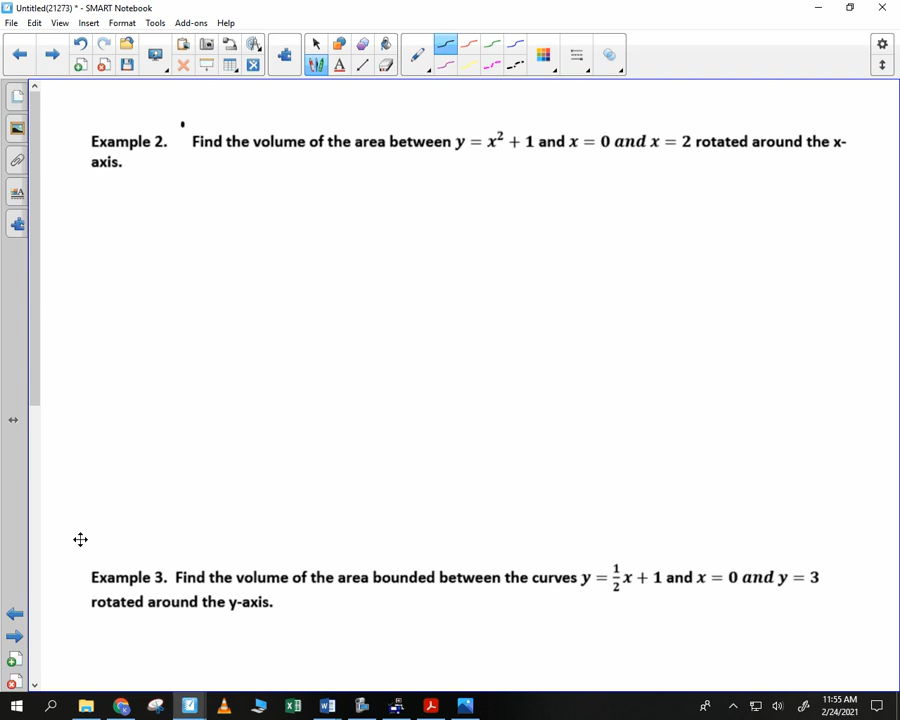 Untitled(21273) * - SMART Notebook
File Edit View Insert Format Tools Add-ons Help
Example 2. Find the volume of the area between y = x² + 1 and x = 0 and x = 2 rotated around the x-
axis.
Example 3. Find the volume of the area bounded between the curves y = ½x + 1 and x = 0 and y = 3
rotated around the y-axis.
11:55 AM
2/24/2021